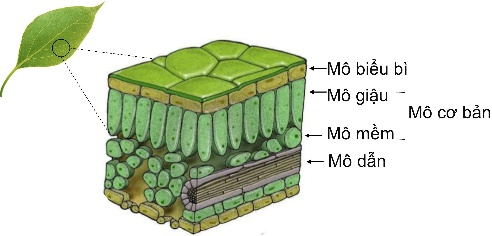 Mô biểu bì
Mô giậu
Mô cơ bản
Mô mềm
Mô dẫn